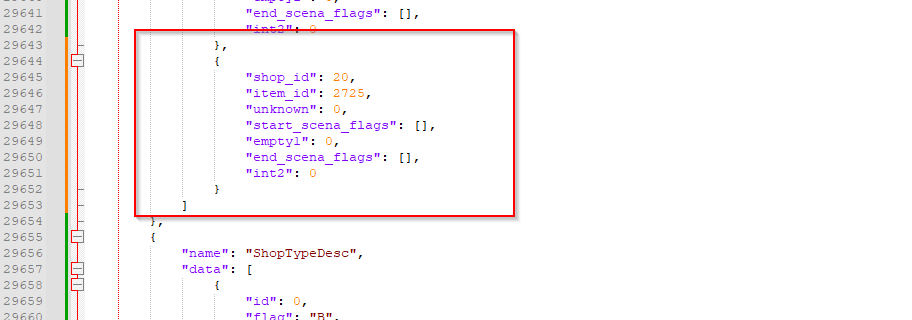 29641 "end_scena_flags": [],
29642 "int2": 0
29643 },
29644 {
29645 "shop_id": 20,
29646 "item_id": 2725,
29647 "unknown": 0,
29648 "start_scena_flags": [],
29649 "empty1": 0,
29650 "end_scena_flags": [],
29651 "int2": 0
29652 }
29653 ]
29654 },
29655 {
29656 "name": "ShopTypeDesc",
29657 "data": [
29658 {
29659 "id": 0,
29660 "flag": "B",